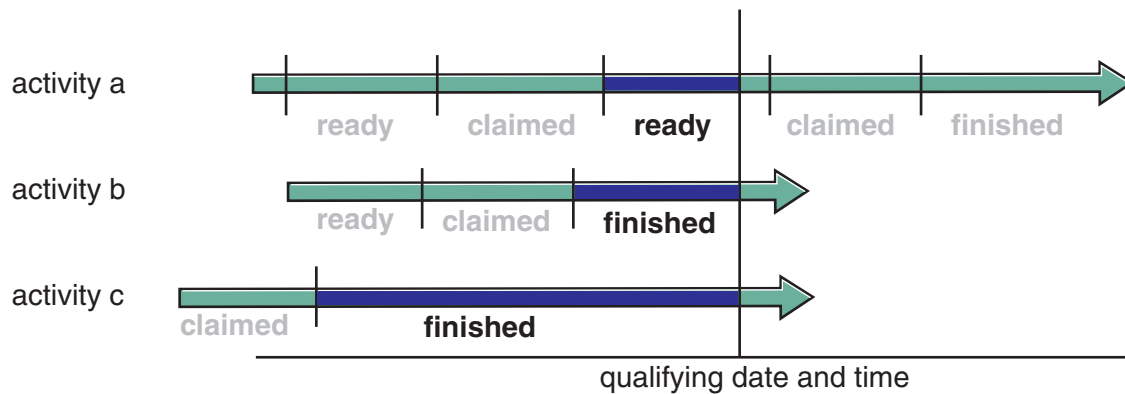 activity a
ready claimed ready claimed finished
activity b
ready claimed finished
activity c
claimed finished
qualifying date and time